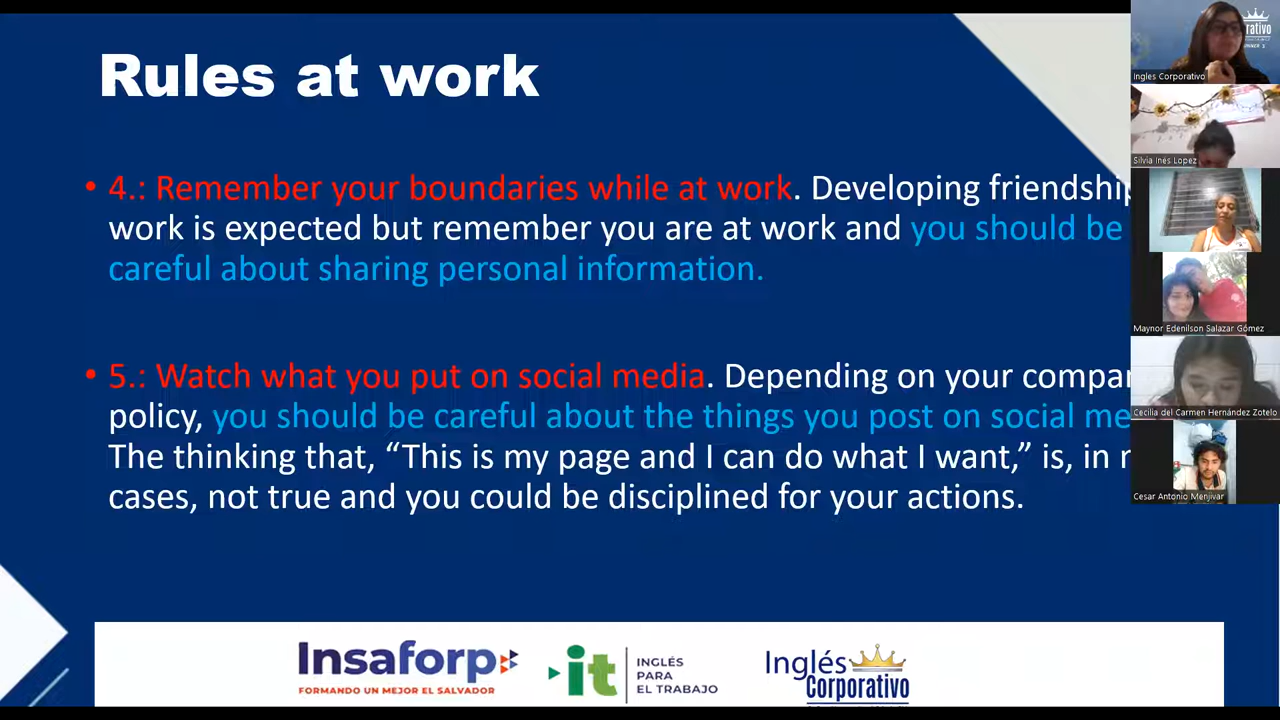 Rules at work
• 4.: Remember your boundaries while at work. Developing
work is expected but remember you are at work and you should be
careful about sharing personal information.
• 5.: Watch what you put on social media. Depending on your
policy, you should be careful about the things you post on social
The thinking that, “This is my page and I can do what I want,” is, in
cases, not true and you could be disciplined for your actions.
Insaforp
FORMANDO UN MEJOR EL SALVADOR
it
INGLÉS
PARA
EL TRABAJO
Inglés
Corporativo
Ingles Corporativo
Silvia Inés Lopez
Maynor Edenilson Salazar Gómez
Cecilia del Carmen Hernández Zotelo
Cesar Antonio Menjivar